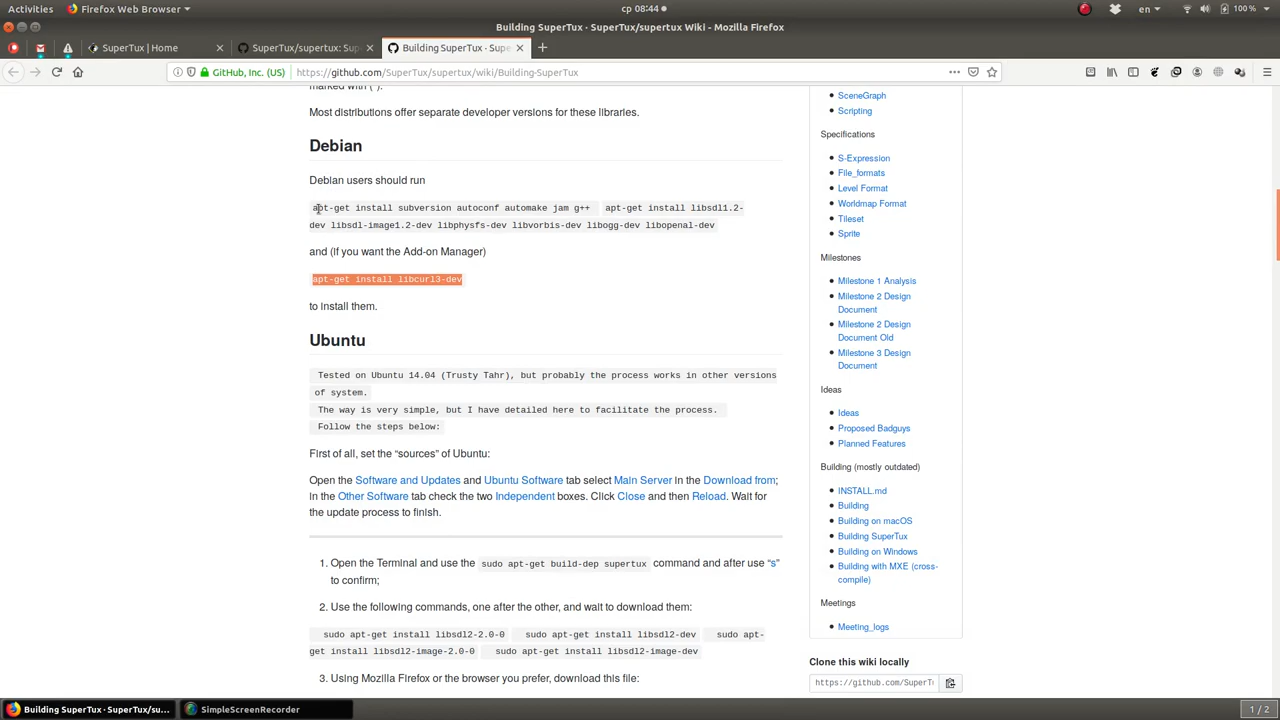 Activities
Firefox Web Browser
ср 08:44
en
100 %
Building SuperTux · SuperTux/supertux Wiki - Mozilla Firefox
SuperTux | Home
SuperTux/supertux: Sup
Building SuperTux · Supe
GitHub, Inc. (US)
https://github.com/SuperTux/supertux/wiki/Building-SuperTux
marked with (*).
Most distributions offer separate developer versions for these libraries.
Debian
Debian users should run
apt-get install subversion autoconf automake jam g++ apt-get install libsdl1.2-
dev libsdl-image1.2-dev libphysfs-dev libvorbis-dev libogg-dev libopenal-dev
and (if you want the Add-on Manager)
apt-get install libcurl3-dev
to install them.
Ubuntu
Tested on Ubuntu 14.04 (Trusty Tahr), but probably the process works in other versions
of system.
The way is very simple, but I have detailed here to facilitate the process.
Follow the steps below:
First of all, set the “sources” of Ubuntu:
Open the Software and Updates and Ubuntu Software tab select Main Server in the Download from;
in the Other Software tab check the two Independent boxes. Click Close and then Reload. Wait for
the update process to finish.
1. Open the Terminal and use the sudo apt-get build-dep supertux command and after use “s”
to confirm;
2. Use the following commands, one after the other, and wait to download them:
sudo apt-get install libsdl2-2.0-0 sudo apt-get install libsdl2-dev sudo apt-
get install libsdl2-image-2.0-0 sudo apt-get install libsdl2-image-dev
3. Using Mozilla Firefox or the browser you prefer, download this file:
SceneGraph
Scripting
Specifications
S-Expression
File_formats
Level Format
Worldmap Format
Tileset
Sprite
Milestones
Milestone 1 Analysis
Milestone 2 Design
Document
Milestone 2 Design
Document Old
Milestone 3 Design
Document
Ideas
Ideas
Proposed Badguys
Planned Features
Building (mostly outdated)
INSTALL.md
Building
Building on macOS
Building SuperTux
Building on Windows
Building with MXE (cross-
compile)
Meetings
Meeting_logs
Clone this wiki locally
https://github.com/SuperTu
Building SuperTux · SuperTux/su...
SimpleScreenRecorder
1 / 2